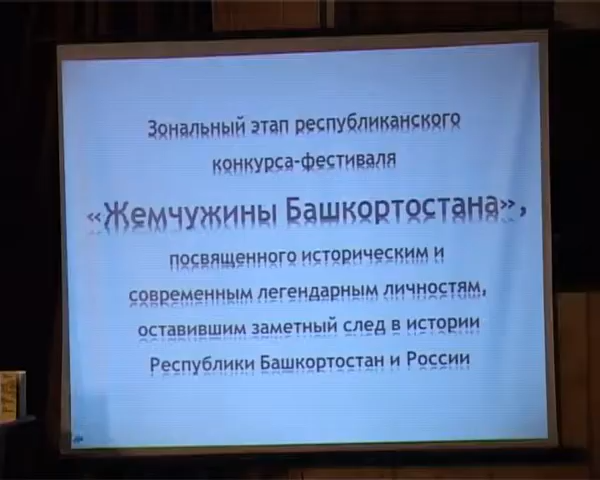 Зональный этап республиканского
конкурса-фестиваля
«Жемчужины Башкортостана»,
посвященного историческим и
современным легендарным личностям,
оставившим заметный след в истории
Республики Башкортостан и России